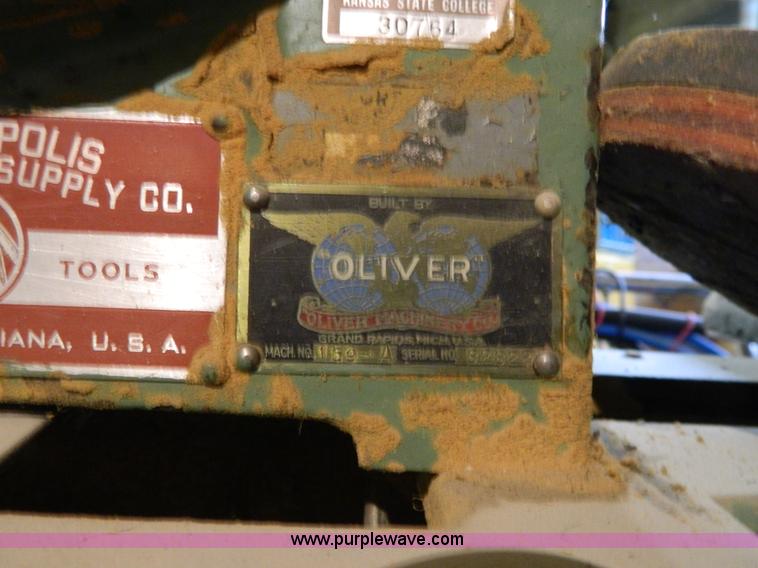 KANSAS STATE COLLEGE
30764
POLIS
SUPPLY CO.
TOOLS
IANA, U. S. A.
BUILT BY
"OLIVER"
OLIVER MACHINERY CO.
GRAND RAPIDS, MICH. U.S.A.
MACH. NO. 159-A SERIAL NO.
www.purplewave.com